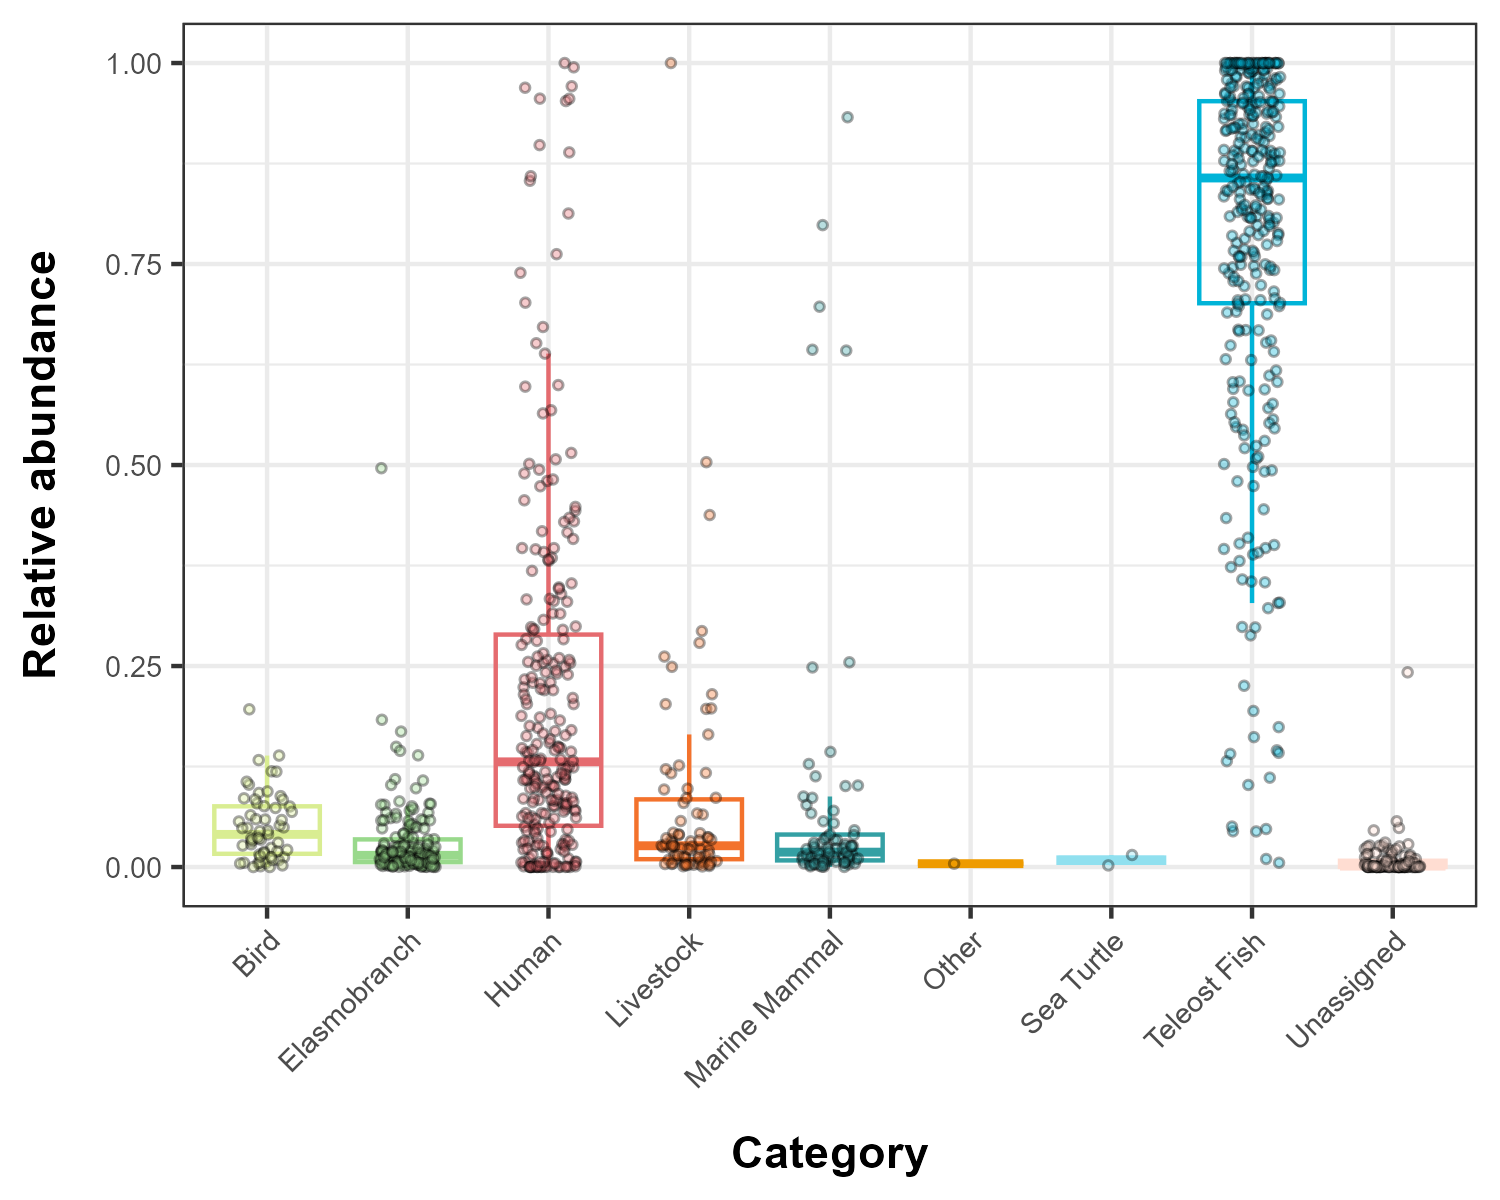 Relative abundance
1.00
0.75
0.50
0.25
0.00
Bird
Elasmobranch
Human
Livestock
Marine Mammal
Other
Sea Turtle
Teleost Fish
Unassigned
Category